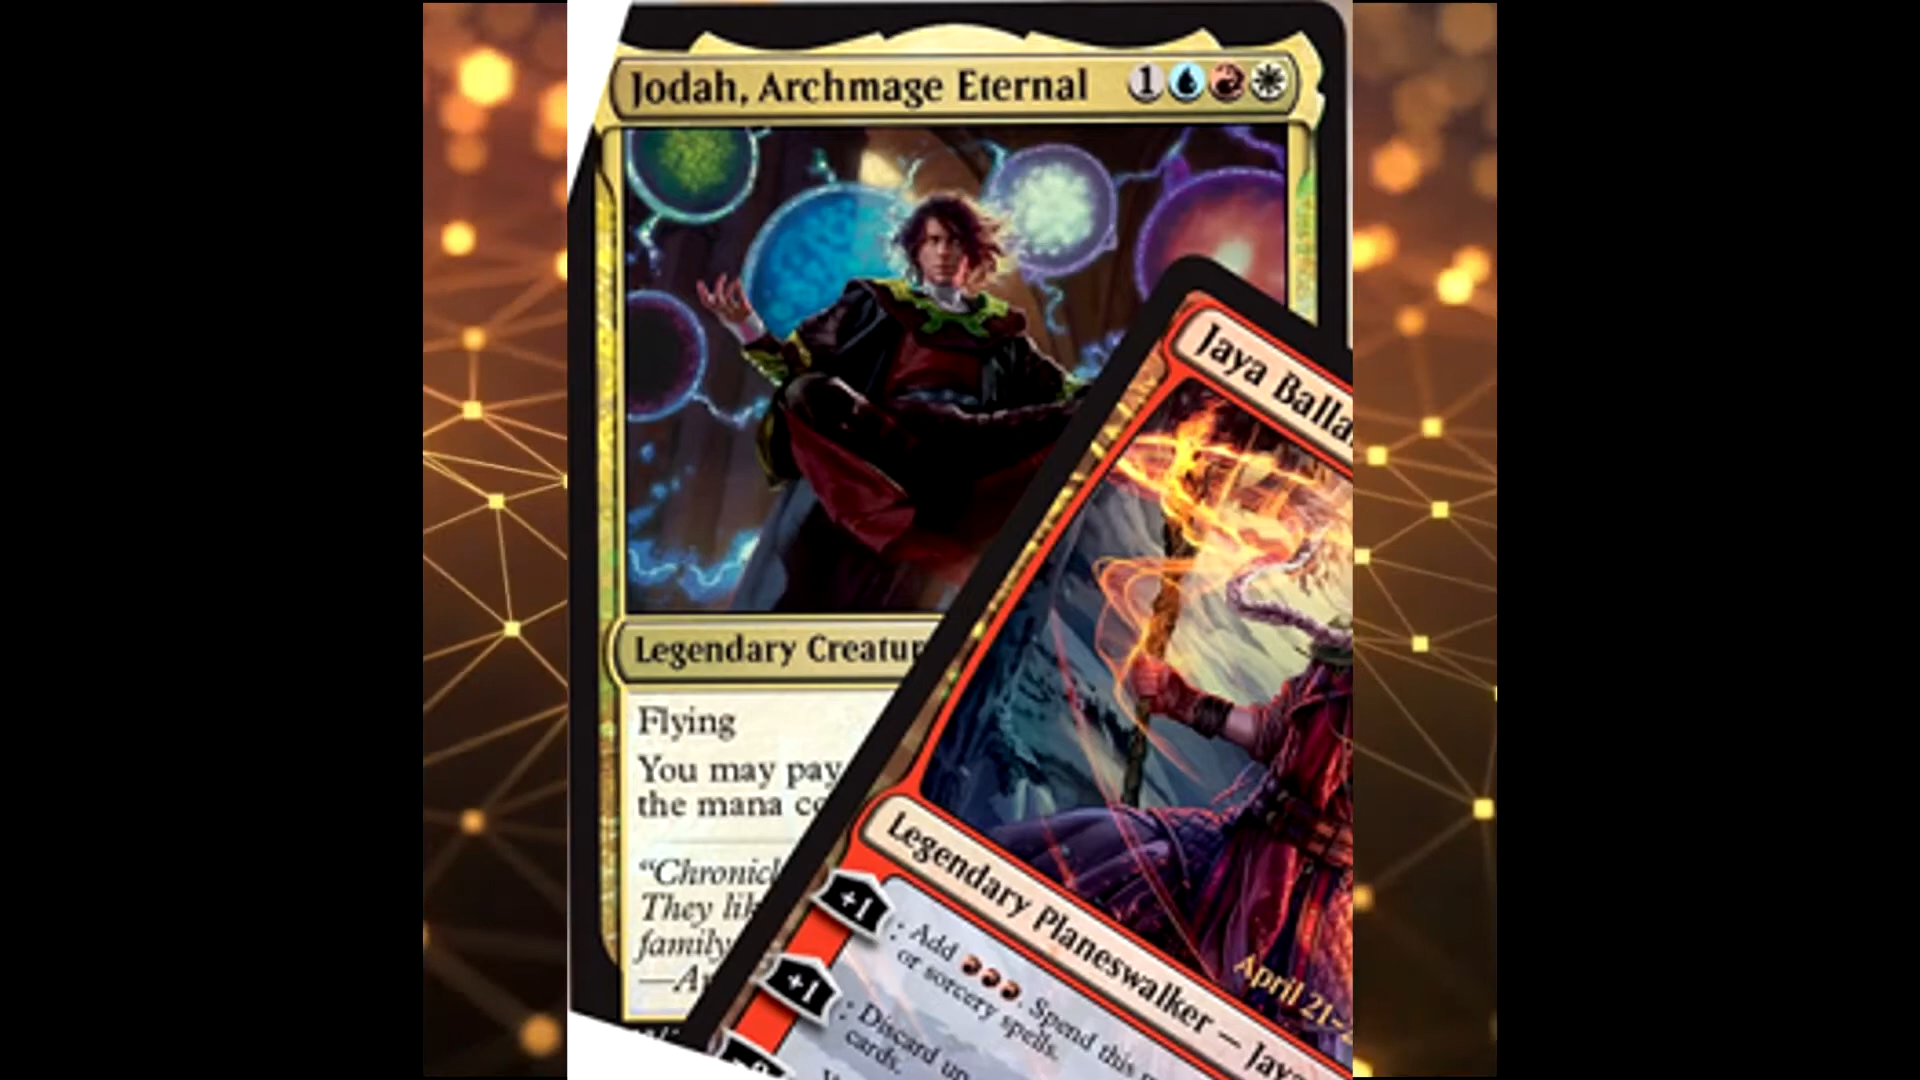 Jodah, Archmage Eternal 1
Legendary Creatur
Flying
You may pay
the mana co
“Chronicl
They lik
family
—Ar
Jaya Balla
April 21-
Legendary Planeswalker — Jaya
+1
: Add . Spend this
or sorcery spells.
+1
: Discard up
cards.